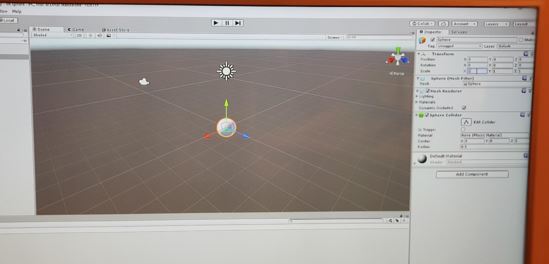 Window Help
Collab
Account
Layers
Layout
Scene
Game
Asset Store
Shaded
2D
Gizmos
Persp
Inspector
Services
Sphere
Tag Untagged Layer Default
Transform
Position X Y Z
Rotation X Y Z
Scale X Y Z
Sphere (Mesh Filter)
Mesh Sphere
Mesh Renderer
Lighting
Materials
Dynamic Occluded
Sphere Collider
Edit Collider
Is Trigger
Material None (Physic Material)
Center X Y Z
Radius 0.5
Default-Material
Shader Standard
Add Component